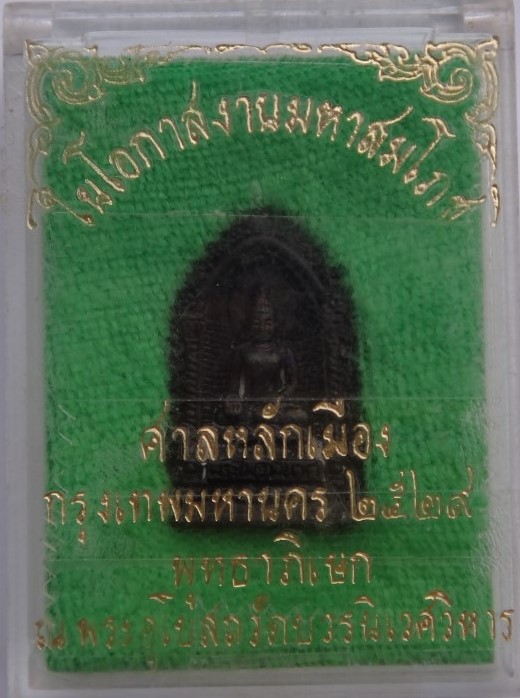 ในโอกาสงานมหาสมโภช
ศาลหลักเมือง
กรุงเทพมหานคร ๒๕๒๙
พุทธาภิเษก
ณ พระอุโบสถวัดบวรนิเวศวิหาร